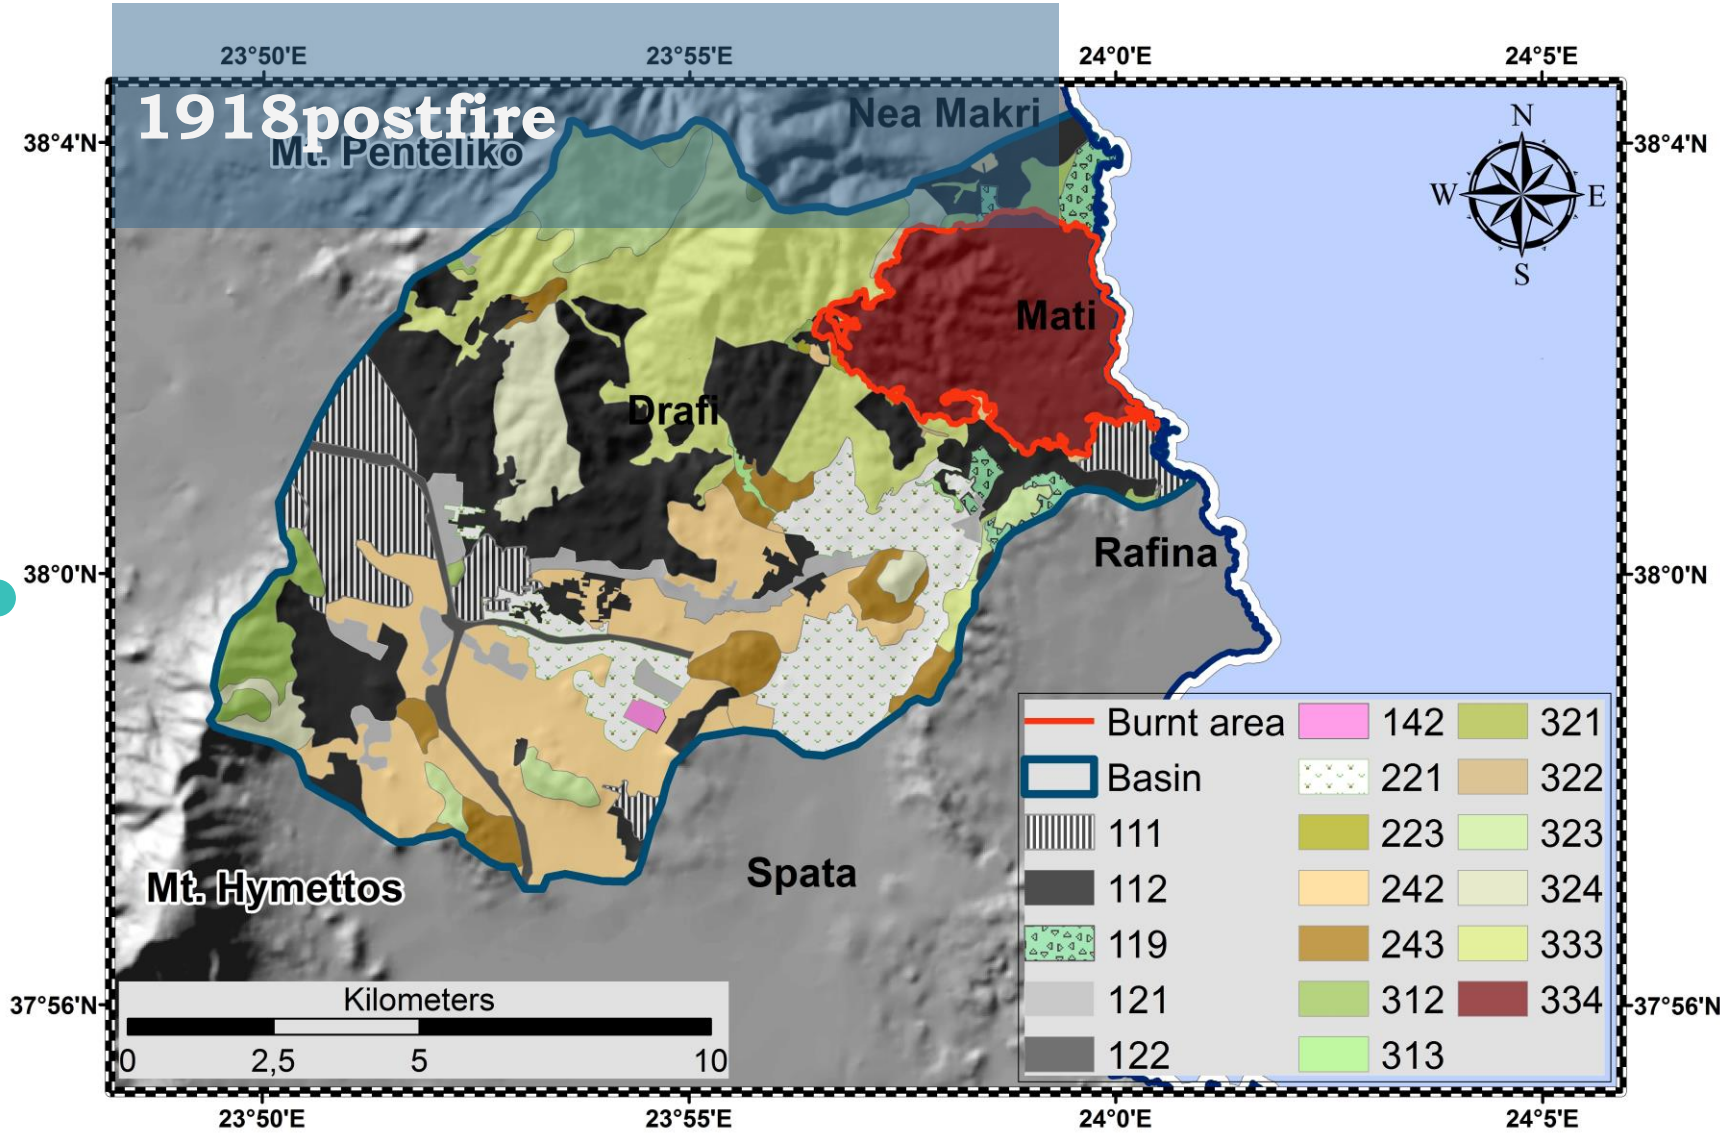 23°50'E 23°55'E 24°0'E 24°5'E
1918postfire
Nea Makri
38°4'N 38°4'N
Mt. Penteliko
N
W E
S
Mati
Drafi
Rafina
38°0'N 38°0'N
Burnt area 142 321
Basin 221 322
111 223 323
112 242 324
119 243 333
121 312 334
122 313
Spata
Mt. Hymettos
Kilometers
0 2,5 5 10
37°56'N 37°56'N
23°50'E 23°55'E 24°0'E 24°5'E